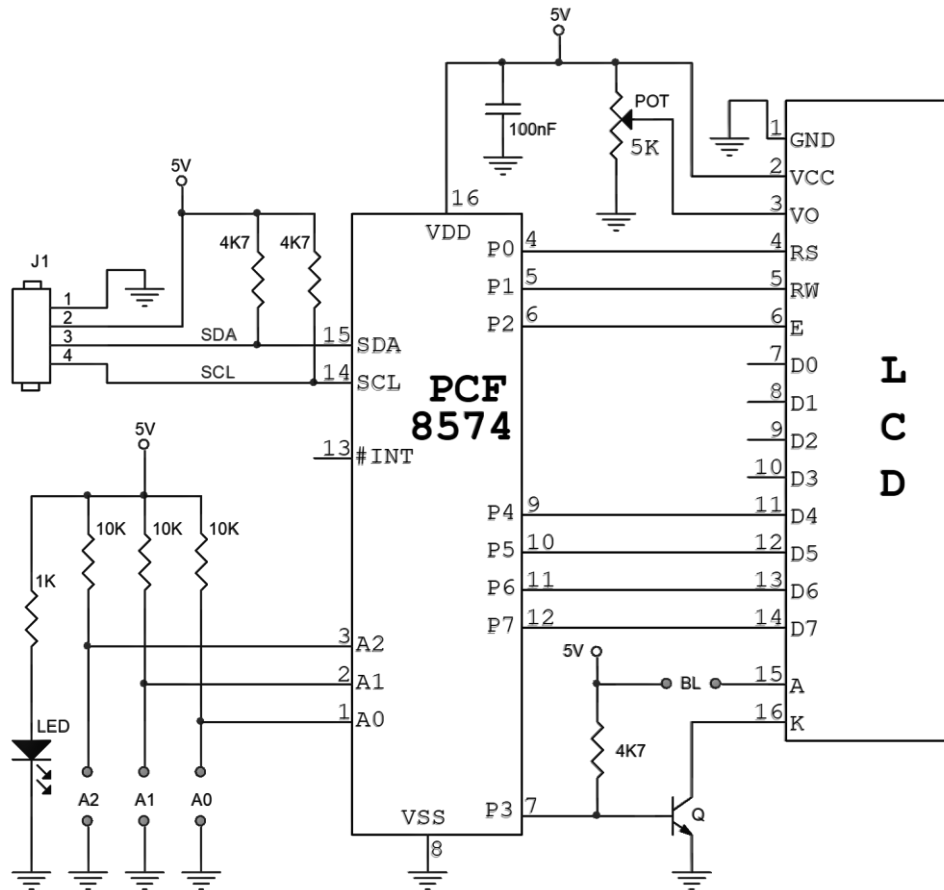 5V
POT
100nF
5K
1
GND
2
VCC
16
VDD
3
VO
5V
4K7
4K7
P0
4
4
RS
J1
P1
5
5
RW
1
2
P2
6
6
E
3
SDA
15
SDA
4
SCL
14
SCL
7
D0
PCF
8574
8
D1
L
C
D
5V
13
#INT
9
D2
10
D3
10K
10K
10K
P4
9
11
D4
P5
10
12
D5
1K
P6
11
13
D6
P7
12
14
D7
3
A2
5V
2
A1
BL
15
A
1
A0
16
K
LED
4K7
A2
A1
A0
VSS
8
P3
7
Q